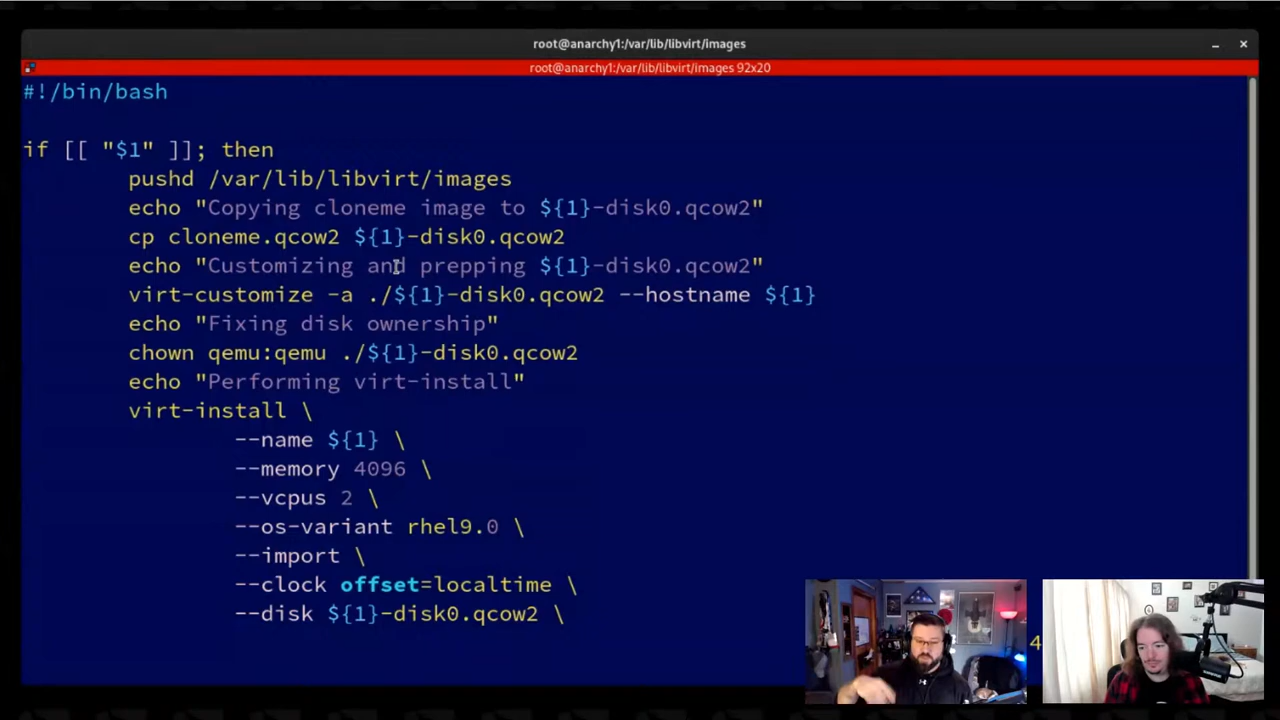 root@anarchy1:/var/lib/libvirt/images
root@anarchy1:/var/lib/libvirt/images 92x20
#!/bin/bash
if [[ "$1" ]]; then
pushd /var/lib/libvirt/images
echo "Copying cloneme image to ${1}-disk0.qcow2"
cp cloneme.qcow2 ${1}-disk0.qcow2
echo "Customizing and prepping ${1}-disk0.qcow2"
virt-customize -a ./${1}-disk0.qcow2 --hostname ${1}
echo "Fixing disk ownership"
chown qemu:qemu ./${1}-disk0.qcow2
echo "Performing virt-install"
virt-install \
--name ${1} \
--memory 4096 \
--vcpus 2 \
--os-variant rhel9.0 \
--import \
--clock offset=localtime \
--disk ${1}-disk0.qcow2 \
4